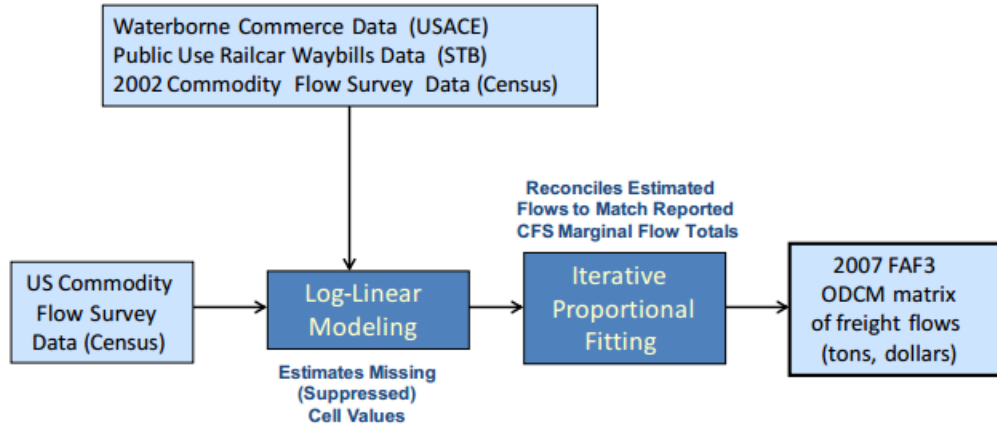 Waterborne Commerce Data (USACE)
Public Use Railcar Waybills Data (STB)
2002 Commodity Flow Survey Data (Census)
Reconciles Estimated
Flows to Match Reported
CFS Marginal Flow Totals
US Commodity
Flow Survey
Data (Census)
Log-Linear
Modeling
Iterative
Proportional
Fitting
2007 FAF3
ODCM matrix
of freight flows
(tons, dollars)
Estimates Missing
(Suppressed)
Cell Values